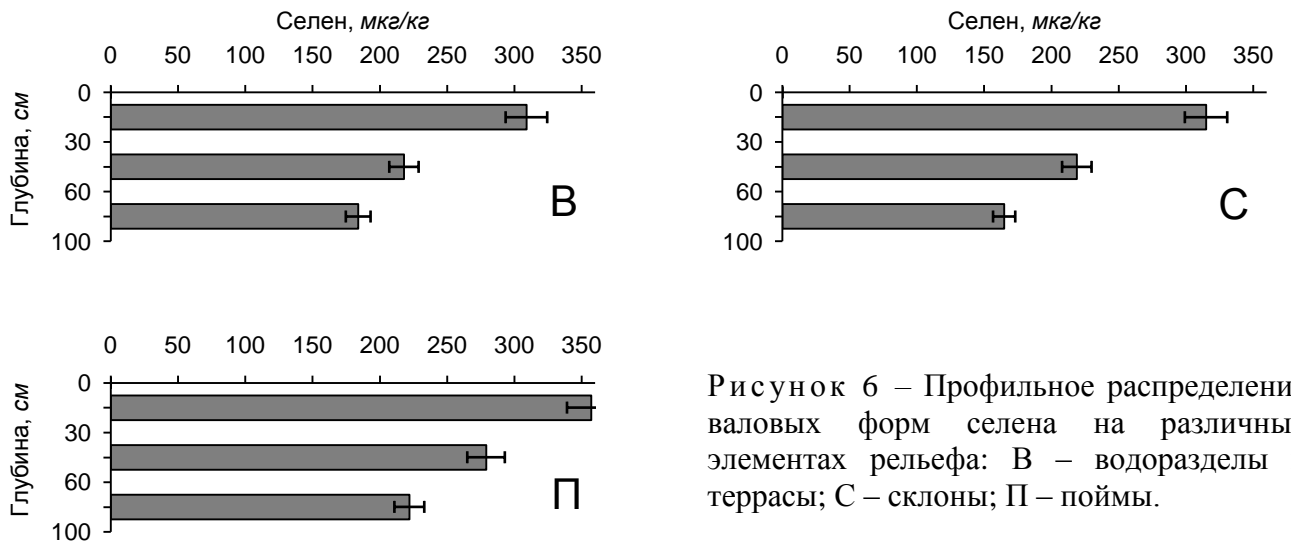 Селен, мкг/кг
0 50 100 150 200 250 300 350
0
30
60
100
Глубина, см
В
Селен, мкг/кг
0 50 100 150 200 250 300 350
0
30
60
100
С
0 50 100 150 200 250 300 350
0
30
60
100
Глубина, см
П
Рисунок 6 – Профильное распределени
валовых форм селена на различны
элементах рельефа: В – водоразделы
террасы; С – склоны; П – поймы.